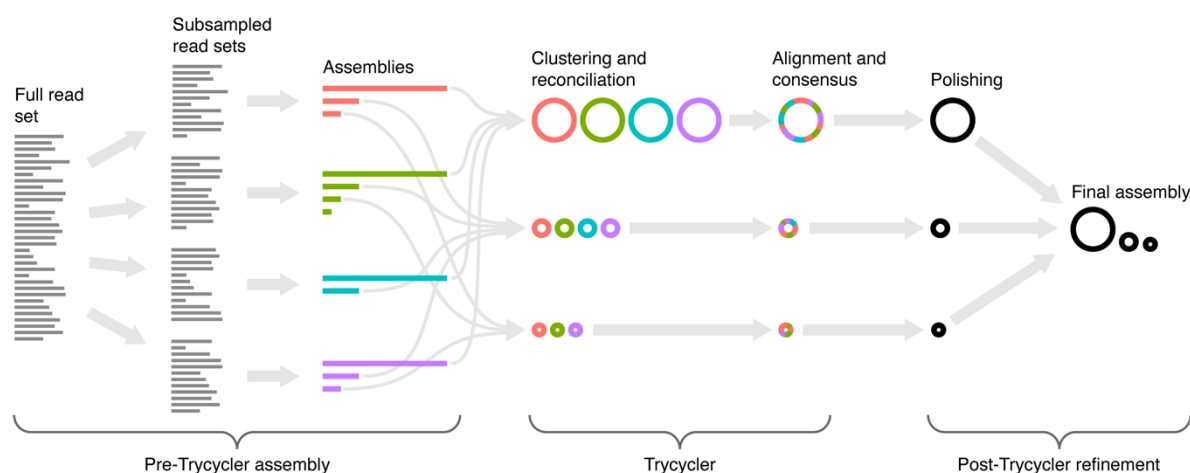 Full read
set
Subsampled
read sets
Assemblies
Clustering and
reconciliation
Alignment and
consensus
Polishing
Final assembly
Pre-Trycycler assembly
Trycycler
Post-Trycycler refinement